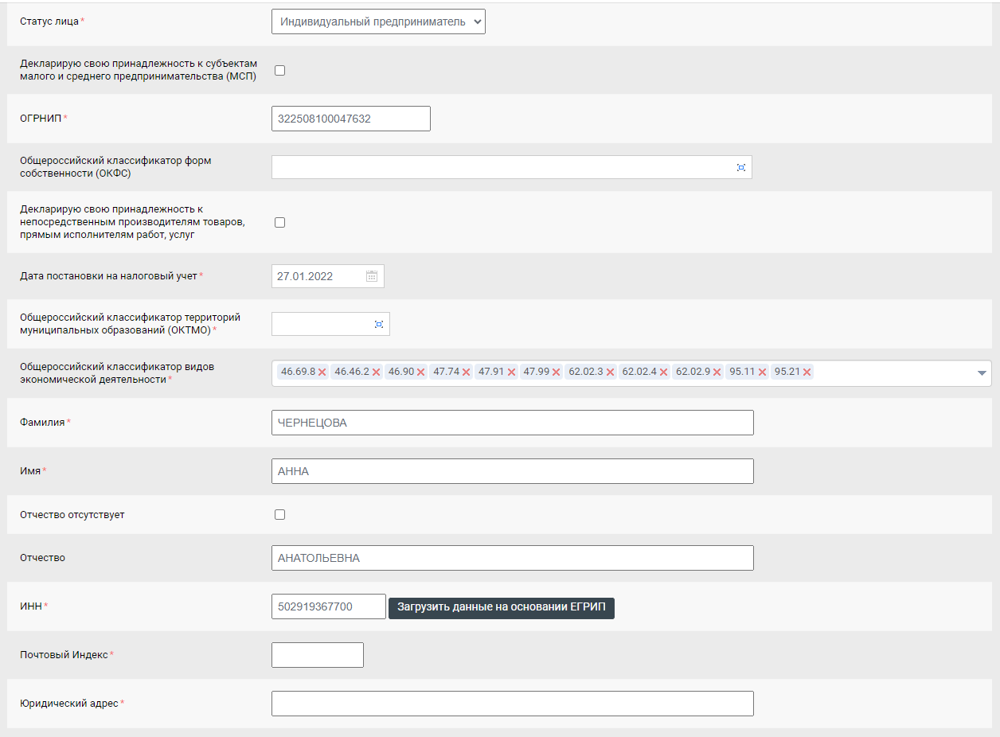 Статус лица*
Индивидуальный предприниматель
Декларирую свою принадлежность к субъектам
малого и среднего предпринимательства (МСП)
ОГРНИП*
322508100047632
Общероссийский классификатор форм
собственности (ОКФС)
Декларирую свою принадлежность к
непосредственным производителям товаров,
прямым исполнителям работ, услуг
Дата постановки на налоговый учет*
27.01.2022
Общероссийский классификатор территорий
муниципальных образований (ОКТМО)*
Общероссийский классификатор видов
экономической деятельности*
46.69.8 46.46.2 46.90 47.74 47.91 47.99 62.02.3 62.02.4 62.02.9 95.11 95.21
Фамилия*
ЧЕРНЕЦОВА
Имя*
АННА
Отчество отсутствует
Отчество
АНАТОЛЬЕВНА
ИНН*
502919367700
Загрузить данные на основании ЕГРИП
Почтовый Индекс*
Юридический адрес*